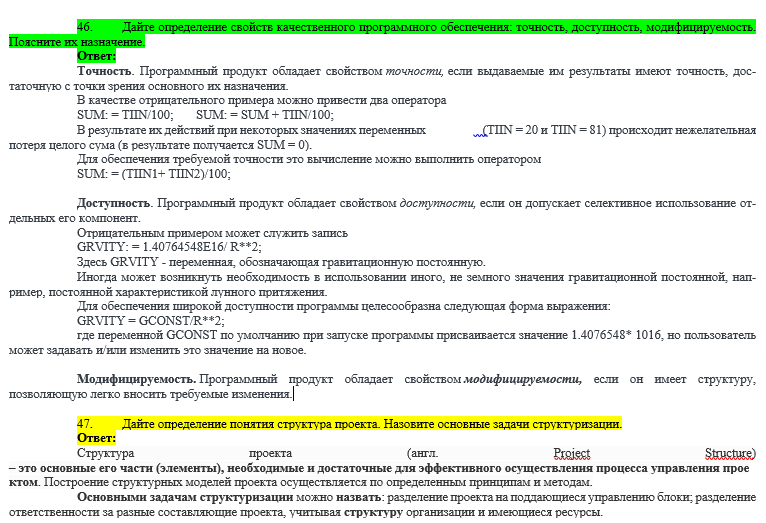 46. Дайте определение свойств качественного программного обеспечения: точность, доступность, модифицируемость.
Поясните их назначение.
Ответ:
Точность. Программный продукт обладает свойством точности, если выдаваемые им результаты имеют точность, дос-
таточную с точки зрения основного их назначения.
В качестве отрицательного примера можно привести два оператора
SUM: = TIIN/100; SUM: = SUM + TIIN/100;
В результате их действий при некоторых значениях переменных (TIIN = 20 и TIIN = 81) происходит нежелательная
потеря целого сума (в результате получается SUM = 0).
Для обеспечения требуемой точности это вычисление можно выполнить оператором
SUM: = (TIIN1+ TIIN2)/100;
Доступность. Программный продукт обладает свойством доступности, если он допускает селективное использование от-
дельных его компонент.
Отрицательным примером может служить запись
GRVITY: = 1.40764548E16/ R**2;
Здесь GRVITY - переменная, обозначающая гравитационную постоянную.
Иногда может возникнуть необходимость в использовании иного, не земного значения гравитационной постоянной, нап-
ример, постоянной характеристикой лунного притяжения.
Для обеспечения широкой доступности программы целесообразна следующая форма выражения:
GRVITY = GCONST/R**2;
где переменной GCONST по умолчанию при запуске программы присваивается значение 1.4076548* 1016, но пользователь
может задавать и/или изменить это значение на новое.
Модифицируемость. Программный продукт обладает свойством модифицируемости, если он имеет структуру,
позволяющую легко вносить требуемые изменения.
47. Дайте определение понятия структура проекта. Назовите основные задачи структуризации.
Ответ:
Структура проекта (англ. Project Structure)
– это основные его части (элементы), необходимые и достаточные для эффективного осуществления процесса управления прое
ктом. Построение структурных моделей проекта осуществляется по определенным принципам и методам.
Основными задачам структуризации можно назвать: разделение проекта на поддающиеся управлению блоки; разделение
ответственности за разные составляющие проекта, учитывая структуру организации и имеющиеся ресурсы.